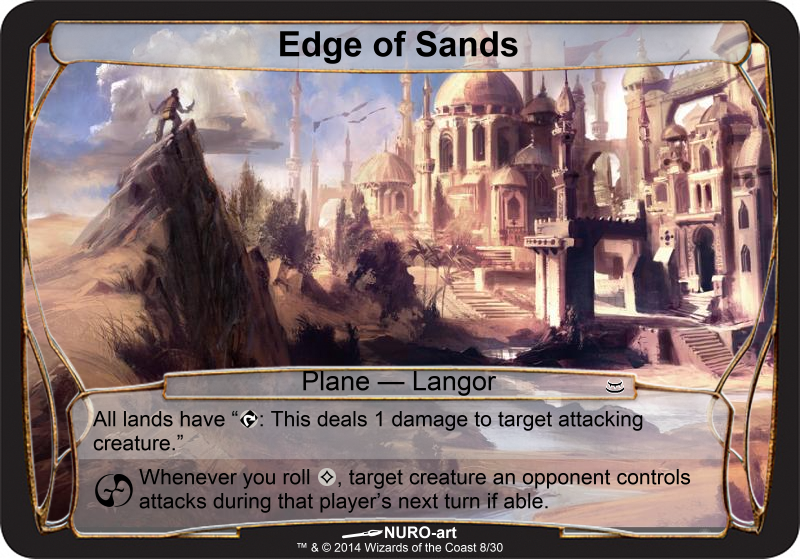 Edge of Sands
Plane — Langor
All lands have “: This deals 1 damage to target attacking
creature.”
Whenever you roll , target creature an opponent controls
attacks during that player’s next turn if able.
NURO-art
™ & © 2014 Wizards of the Coast 8/30